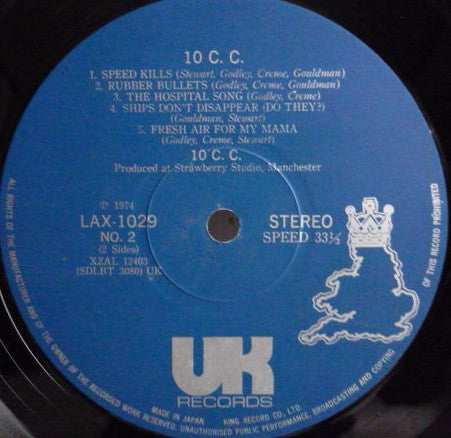 10 C. C.
1. SPEED KILLS (Stewart, Godley, Creme, Gouldman)
2. RUBBER BULLETS (Godley, Creme, Gouldman)
3. THE HOSPITAL SONG (Godley, Creme)
4. SHIPS DON'T DISAPPEAR (DO THEY?)
(Gouldman, Stewart)
5. FRESH AIR FOR MY MAMA
(Godley, Creme, Stewart)
10 C. C.
Produced at Strawberry Studio, Manchester
Ⓟ 1974
LAX-1029
NO. 2
(2 Sides)
XZAL 12403
(SDLBT 3080) UK
STEREO
SPEED 33⅓
UK
RECORDS
MADE IN JAPAN. KING RECORD CO., LTD.
ALL RIGHTS OF THE MANUFACTURER AND OF THE OWNER OF THE RECORDED WORK RESERVED. UNAUTHORISED PUBLIC PERFORMANCE, BROADCASTING AND COPYING OF THIS RECORD PROHIBITED